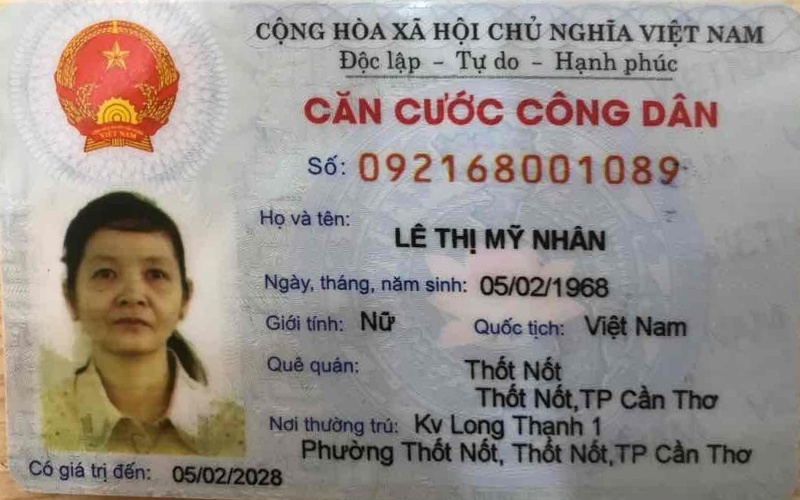 CỘNG HÒA XÃ HỘI CHỦ NGHĨA VIỆT NAM
Độc lập - Tự do - Hạnh phúc
CĂN CƯỚC CÔNG DÂN
Số: 092168001089
Họ và tên:
LÊ THỊ MỸ NHÂN
Ngày, tháng, năm sinh: 05/02/1968
Giới tính: Nữ Quốc tịch: Việt Nam
Quê quán: Thốt Nốt
Thốt Nốt,TP Cần Thơ
Nơi thường trú: Kv Long Thạnh 1
Phường Thốt Nốt, Thốt Nốt,TP Cần Thơ
Có giá trị đến: 05/02/2028
VIỆT NAM